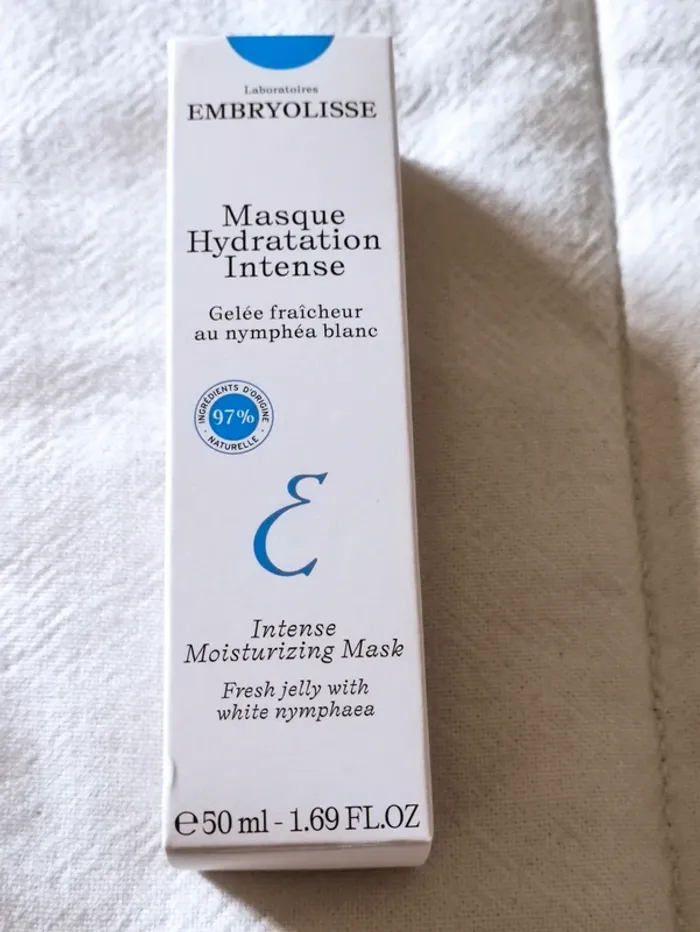 Laboratoires
EMBRYOLISSE
Masque
Hydratation
Intense
Gelée fraîcheur
au nymphéa blanc
INGRÉDIENTS D'ORIGINE
97%
NATURELLE
Ɛ
Intense
Moisturizing Mask
Fresh jelly with
white nymphaea
℮50 ml - 1.69 FL.OZ